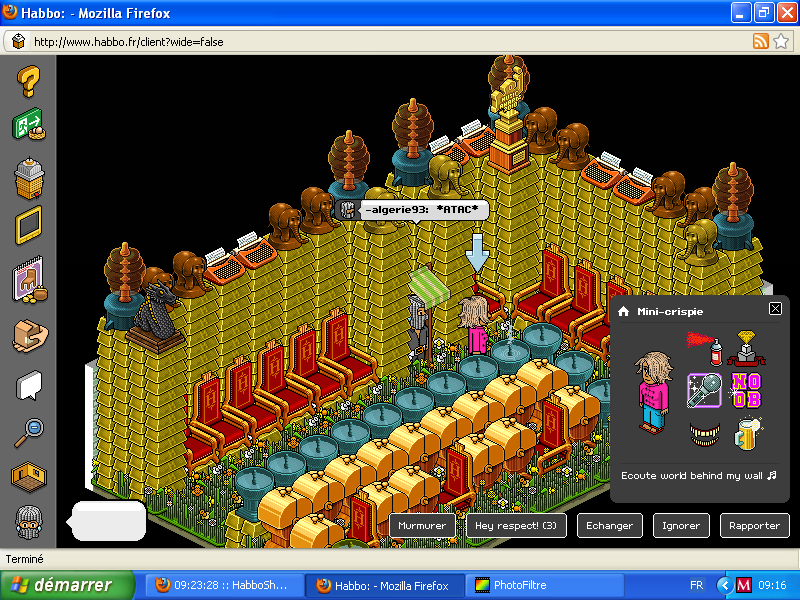 Habbo: - Mozilla Firefox
http://www.habbo.fr/client?wide=false
-algerie93: *ATAC*
Mini-crispie
NO
OB
Ecoute world behind my wall ♫
Murmurer
Hey respect! (3)
Echanger
Ignorer
Rapporter
Terminé
démarrer
09:23:28 :: HabboSh...
Habbo: - Mozilla Firefox
PhotoFiltre
FR
M
09:16